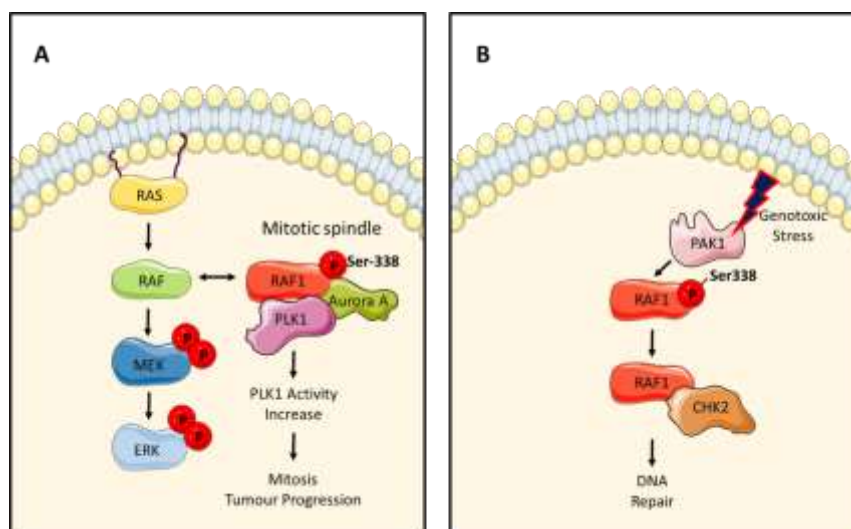 A
RAS
Mitotic spindle
P
Ser-338
RAF
RAF1
Aurora A
PLK1
MEK
P
P
PLK1 Activity
Increase
ERK
P
P
Mitosis
Tumour Progression
B
Genotoxic
Stress
PAK1
Ser338
RAF1
P
RAF1
CHK2
DNA
Repair